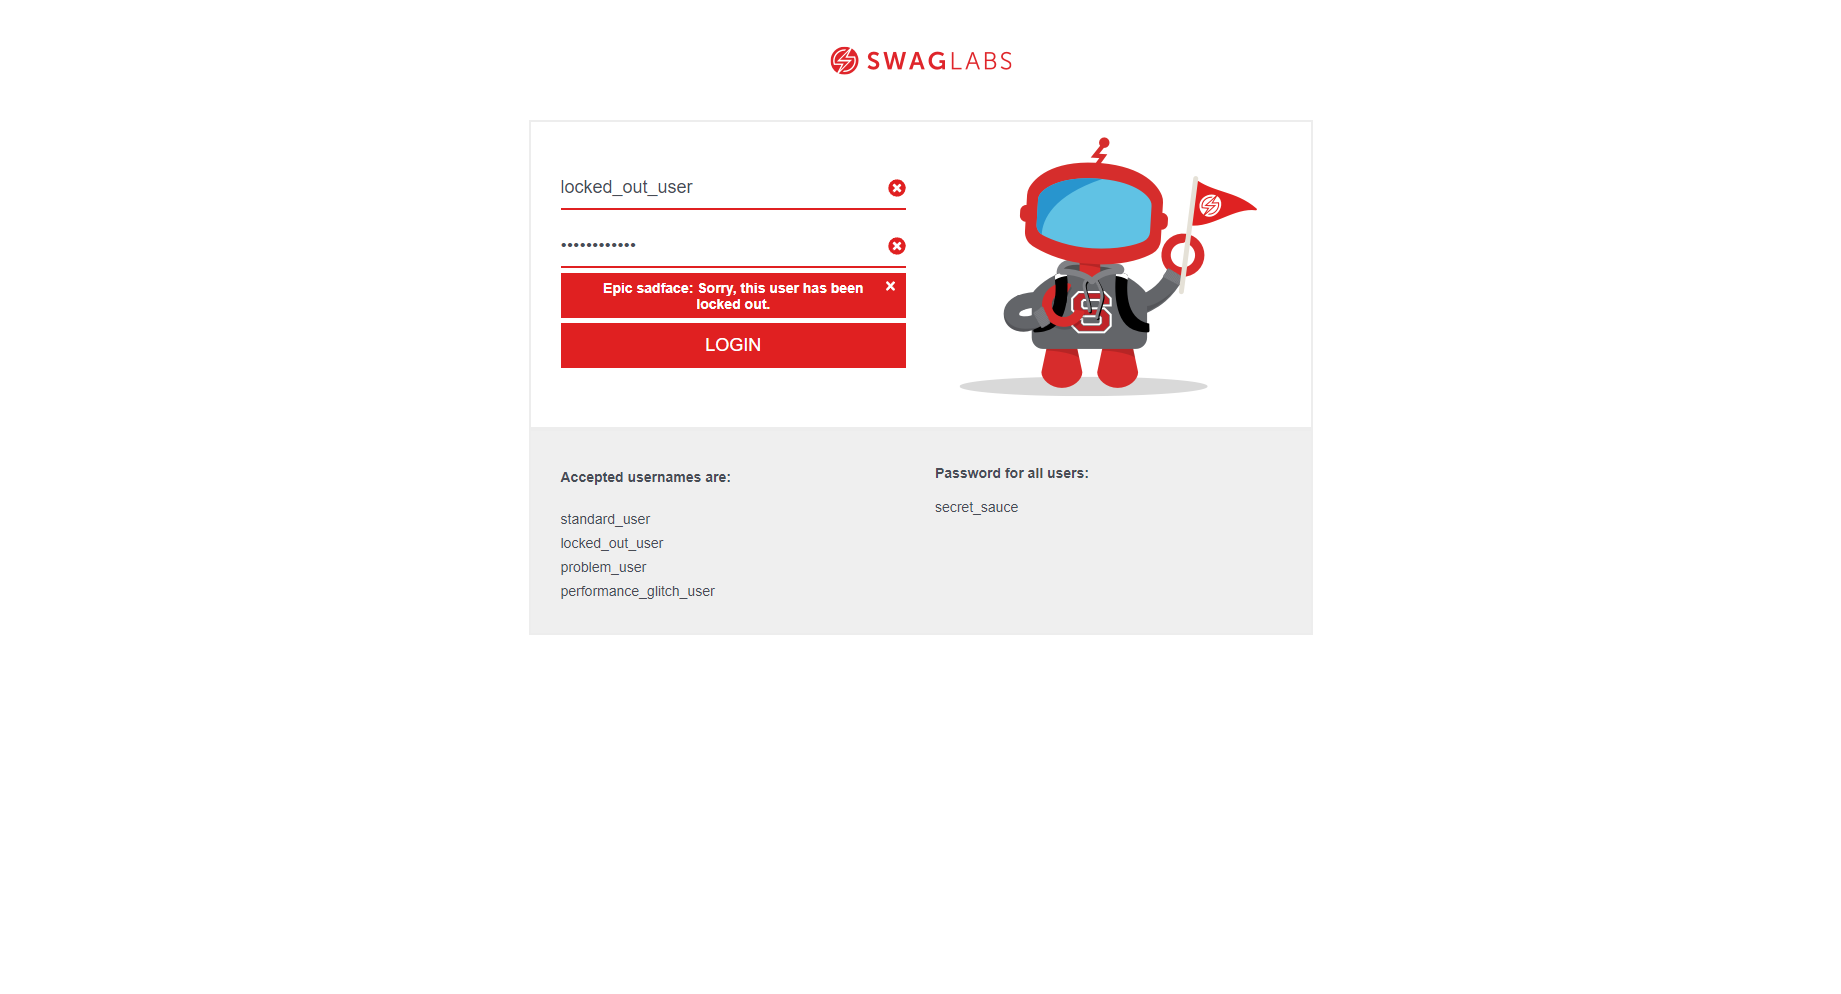 SWAGLABS
locked_out_user
••••••••••••
Epic sadface: Sorry, this user has been
locked out.
LOGIN
S
Accepted usernames are:
standard_user
locked_out_user
problem_user
performance_glitch_user
Password for all users:
secret_sauce